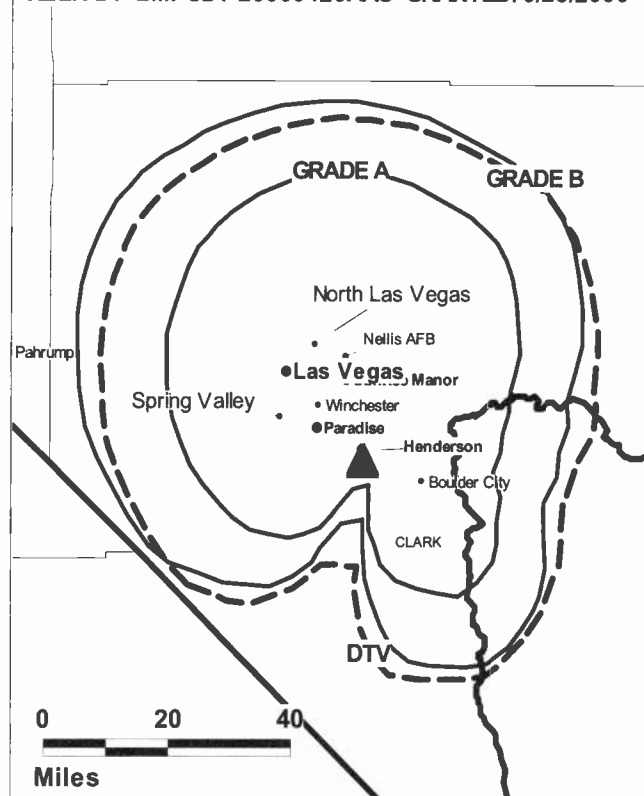 GRADE A
GRADE B
North Las Vegas
Nellis AFB
Pahrump
Las Vegas
Manor
Spring Valley
Winchester
Paradise
Henderson
Boulder City
CLARK
DTV
0 20 40
Miles